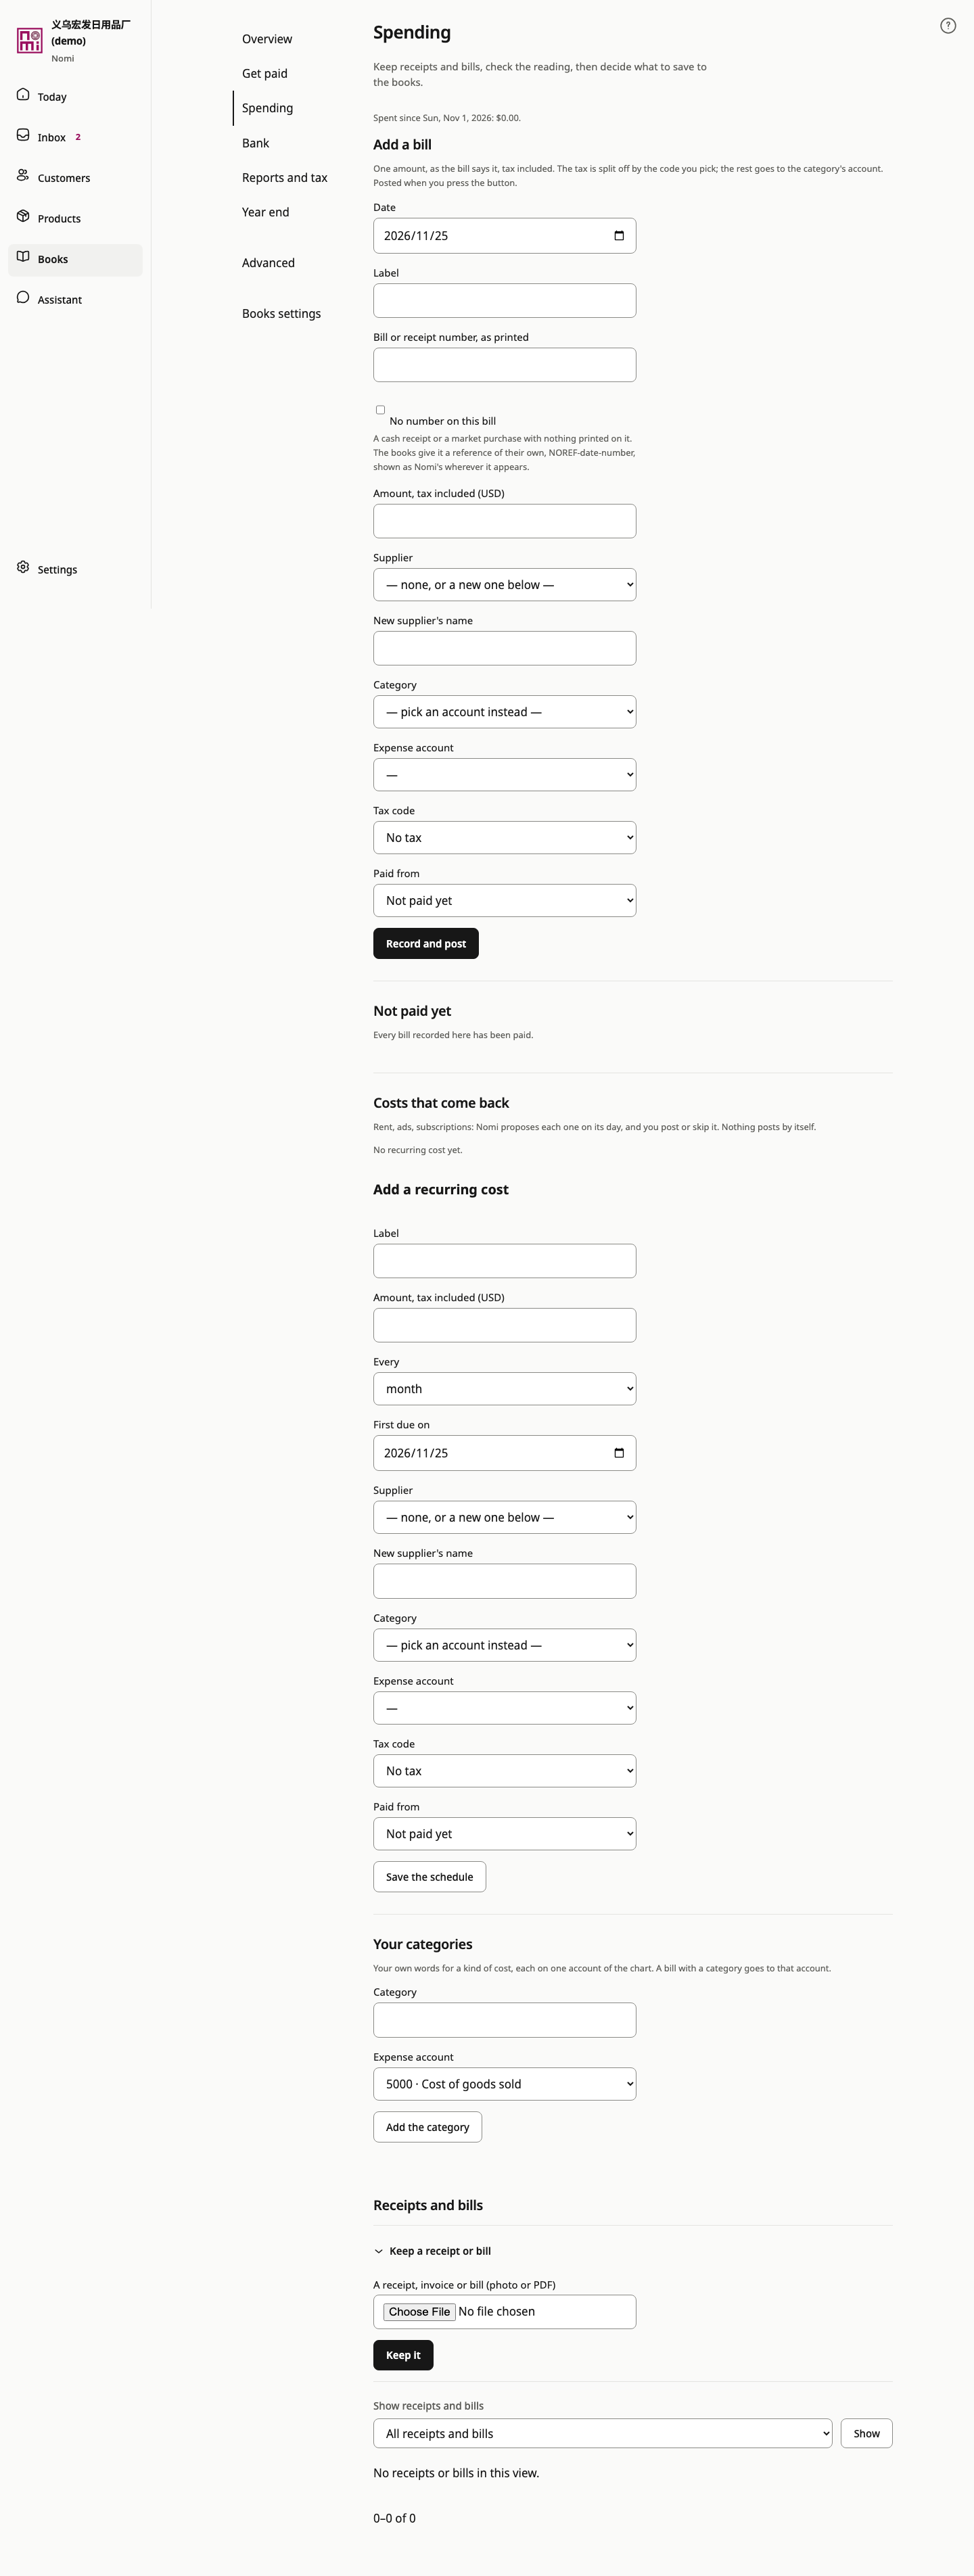 义乌宏发日用品厂
(demo)
Nomi
Today
Inbox 2
Customers
Products
Books
Assistant
Settings
Overview
Get paid
Spending
Bank
Reports and tax
Year end
Advanced
Books settings
Spending
Keep receipts and bills, check the reading, then decide what to save to
the books.
Spent since Sun, Nov 1, 2026: $0.00.
Add a bill
One amount, as the bill says it, tax included. The tax is split off by the code you pick; the rest goes to the category's account.
Posted when you press the button.
Date
2026/11/25
Label
Bill or receipt number, as printed
No number on this bill
A cash receipt or a market purchase with nothing printed on it.
The books give it a reference of their own, NOREF-date-number,
shown as Nomi's wherever it appears.
Amount, tax included (USD)
Supplier
— none, or a new one below —
New supplier's name
Category
— pick an account instead —
Expense account
—
Tax code
No tax
Paid from
Not paid yet
Record and post
Not paid yet
Every bill recorded here has been paid.
Costs that come back
Rent, ads, subscriptions: Nomi proposes each one on its day, and you post or skip it. Nothing posts by itself.
No recurring cost yet.
Add a recurring cost
Label
Amount, tax included (USD)
Every
month
First due on
2026/11/25
Supplier
— none, or a new one below —
New supplier's name
Category
— pick an account instead —
Expense account
—
Tax code
No tax
Paid from
Not paid yet
Save the schedule
Your categories
Your own words for a kind of cost, each on one account of the chart. A bill with a category goes to that account.
Category
Expense account
5000 · Cost of goods sold
Add the category
Receipts and bills
Keep a receipt or bill
A receipt, invoice or bill (photo or PDF)
Choose File No file chosen
Keep it
Show receipts and bills
All receipts and bills
Show
No receipts or bills in this view.
0–0 of 0